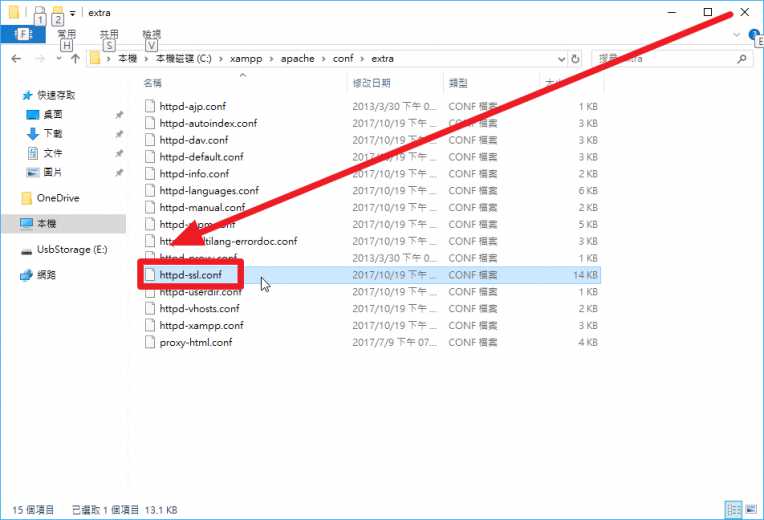 1 2 extra
F 常用 共用 檢視
H S V E
本機 > 本機磁碟 (C:) > xampp > apache > conf > extra
名稱 修改日期 類型
快速存取
桌面
下載
文件
圖片
OneDrive
本機
UsbStorage (E:)
網路
httpd-ajp.conf 2013/3/30 下午 0... CONF 檔案 1 KB
httpd-autoindex.conf 2017/10/19 下午 ... CONF 檔案 3 KB
httpd-dav.conf 2017/10/19 下午 ... CONF 檔案 3 KB
httpd-default.conf 2017/10/19 下午 ... CONF 檔案 3 KB
httpd-info.conf 2017/10/19 下午 ... CONF 檔案 2 KB
httpd-languages.conf 2017/10/19 下午 ... CONF 檔案 6 KB
httpd-manual.conf 2017/10/19 下午 ... CONF 檔案 2 KB
2017/10/19 下午 ... CONF 檔案 5 KB
2017/10/19 下午 ... CONF 檔案 3 KB
httpd-proxy.conf 2013/3/30 下午 0... CONF 檔案 1 KB
httpd-ssl.conf 2017/10/19 下午 ... CONF 檔案 14 KB
httpd-userdir.conf 2017/10/19 下午 ... CONF 檔案 1 KB
httpd-vhosts.conf 2017/10/19 下午 ... CONF 檔案 2 KB
httpd-xampp.conf 2017/10/19 下午 ... CONF 檔案 3 KB
proxy-html.conf 2017/7/9 下午 07... CONF 檔案 4 KB
15 個項目 已選取 1 個項目 13.1 KB